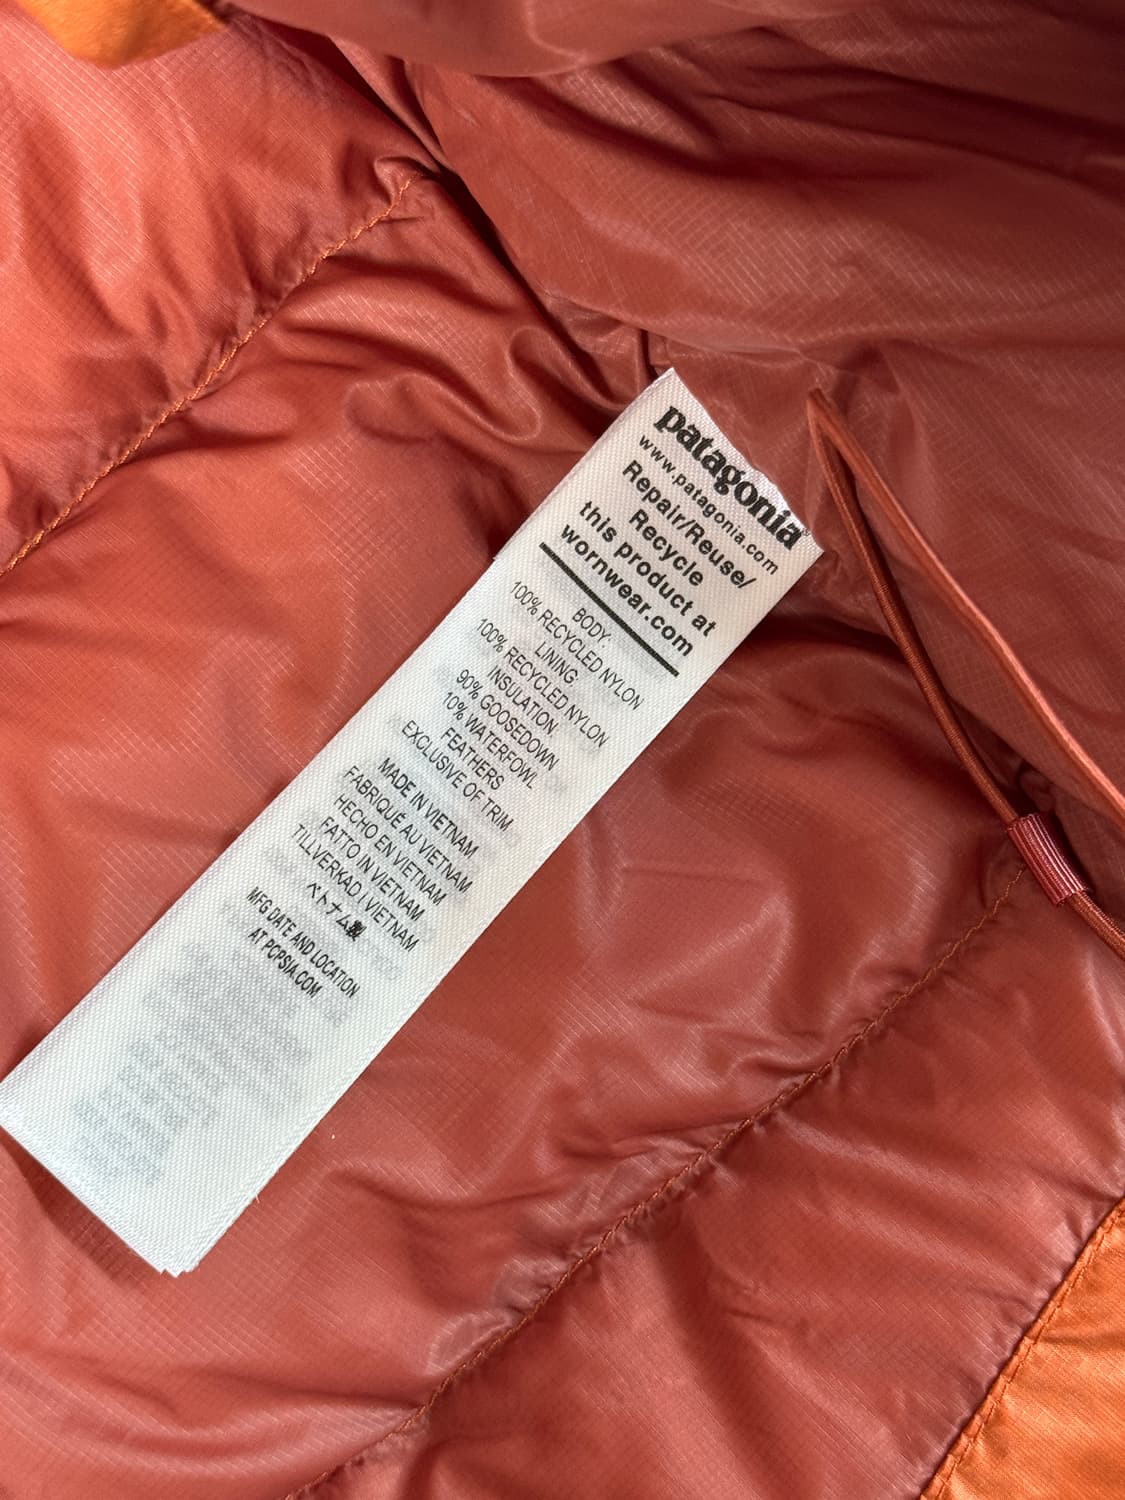 patagonia
www.patagonia.com
Repair/Reuse/
Recycle
this product at
wornwear.com
BODY:
100% RECYCLED NYLON
LINING:
100% RECYCLED NYLON
INSULATION
90% GOOSEDOWN
10% WATERFOWL
FEATHERS
EXCLUSIVE OF TRIM
MADE IN VIETNAM
FABRIQUÉ AU VIETNAM
HECHO EN VIETNAM
FATTO IN VIETNAM
TILLVERKAD I VIETNAM
ベトナム製
MFG DATE AND LOCATION
AT PCPSIA.COM